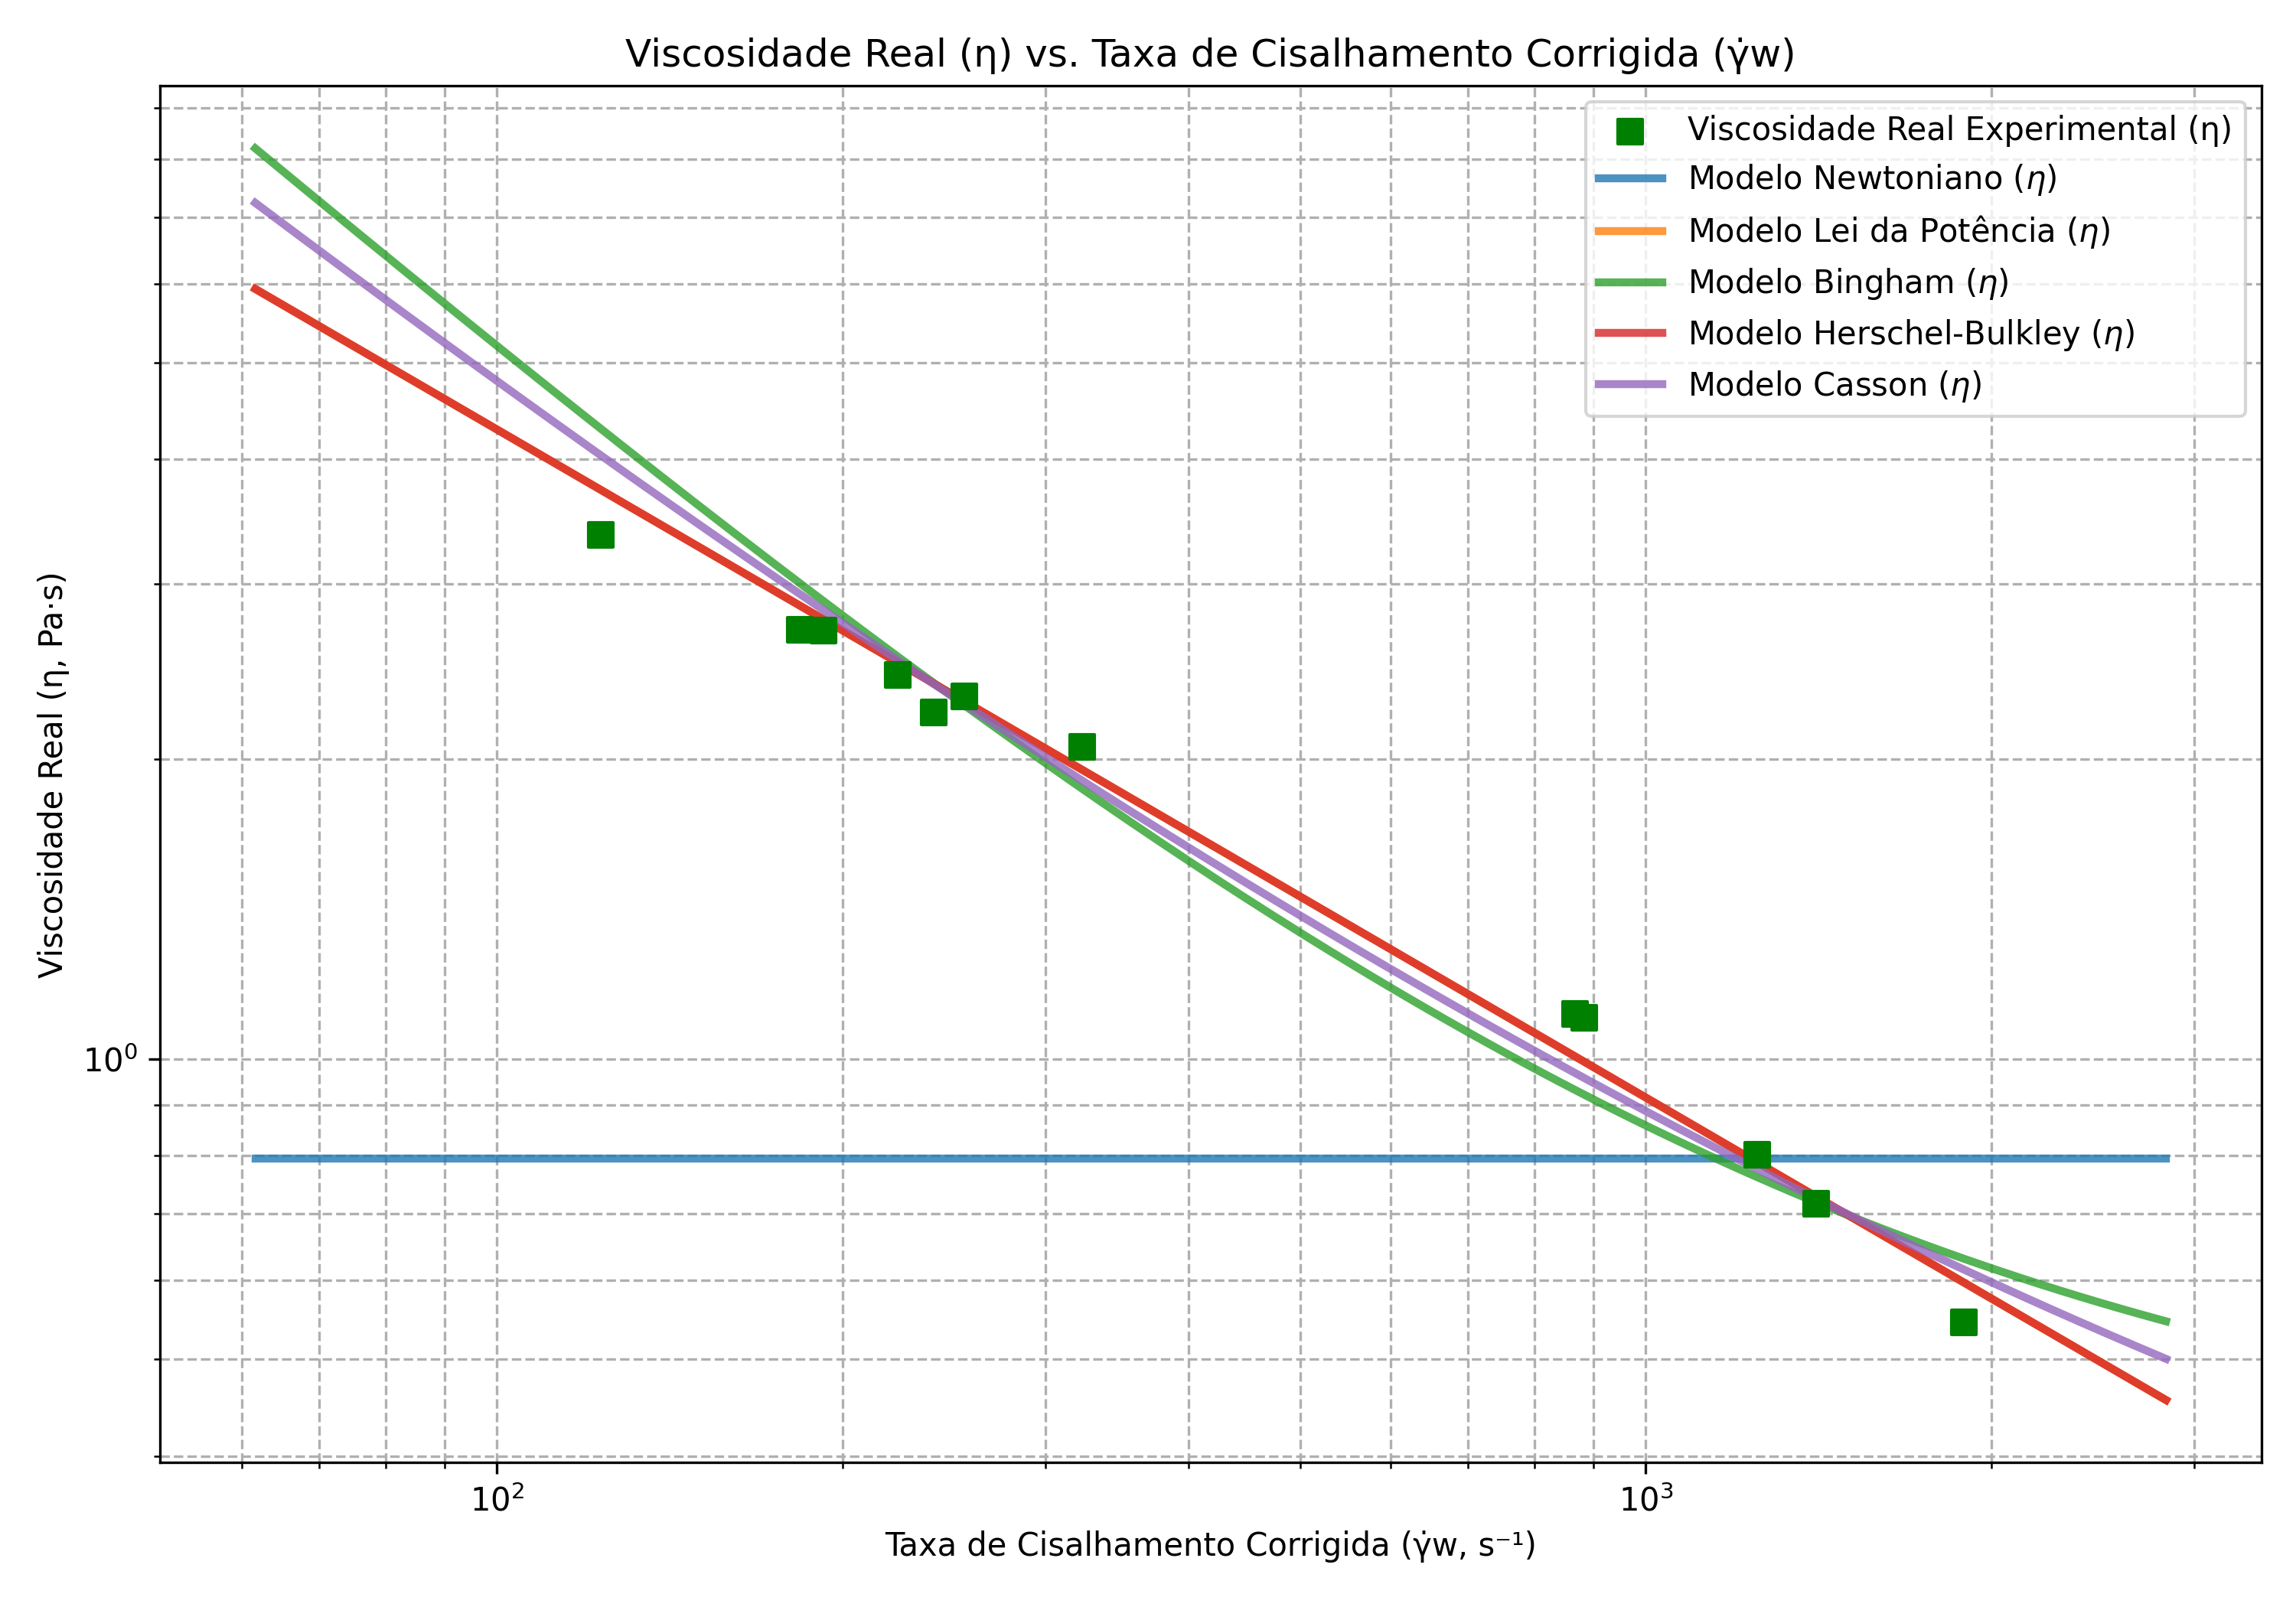 Viscosidade Real (η) vs. Taxa de Cisalhamento Corrigida (γ̇w)
Viscosidade Real Experimental (η)
Modelo Newtoniano (η)
Modelo Lei da Potência (η)
Modelo Bingham (η)
Modelo Herschel-Bulkley (η)
Modelo Casson (η)
Viscosidade Real (η, Pa·s)
10⁰
10² 10³
Taxa de Cisalhamento Corrigida (γ̇w, s⁻¹)